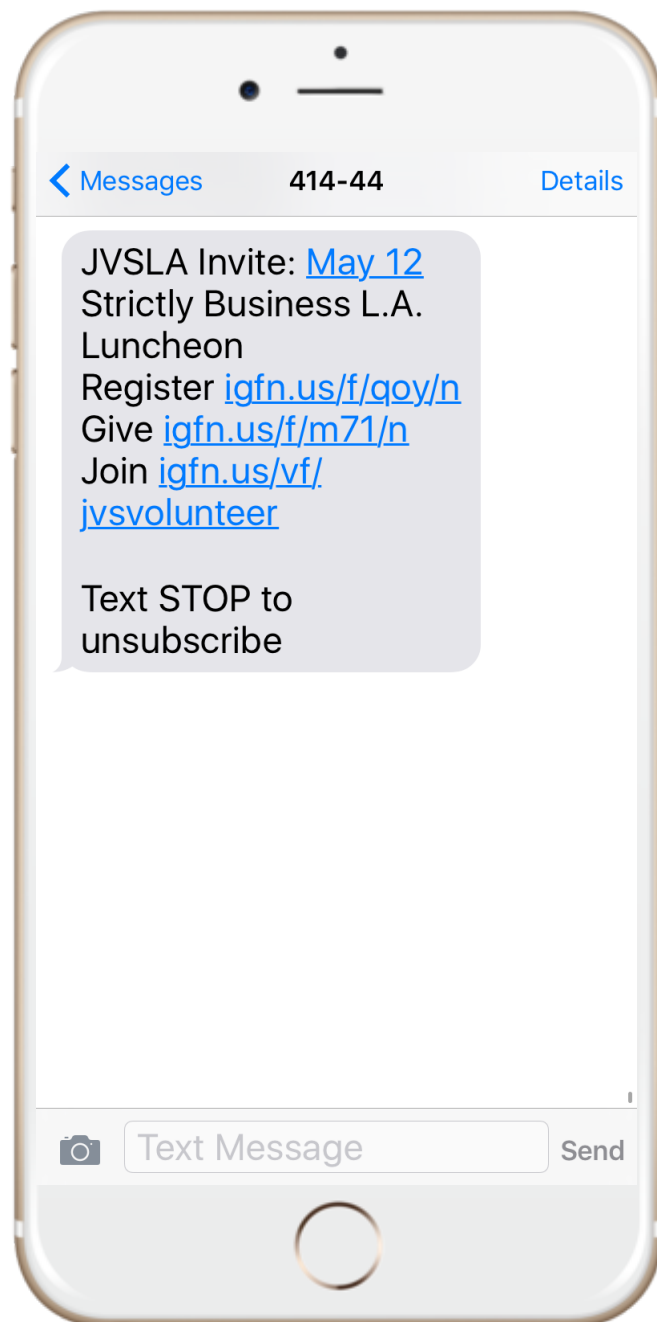 Messages 414-44 Details
JVSLA Invite: May 12
Strictly Business L.A.
Luncheon
Register igfn.us/f/qoy/n
Give igfn.us/f/m71/n
Join igfn.us/vf/
jvsvolunteer
Text STOP to
unsubscribe
Text Message Send